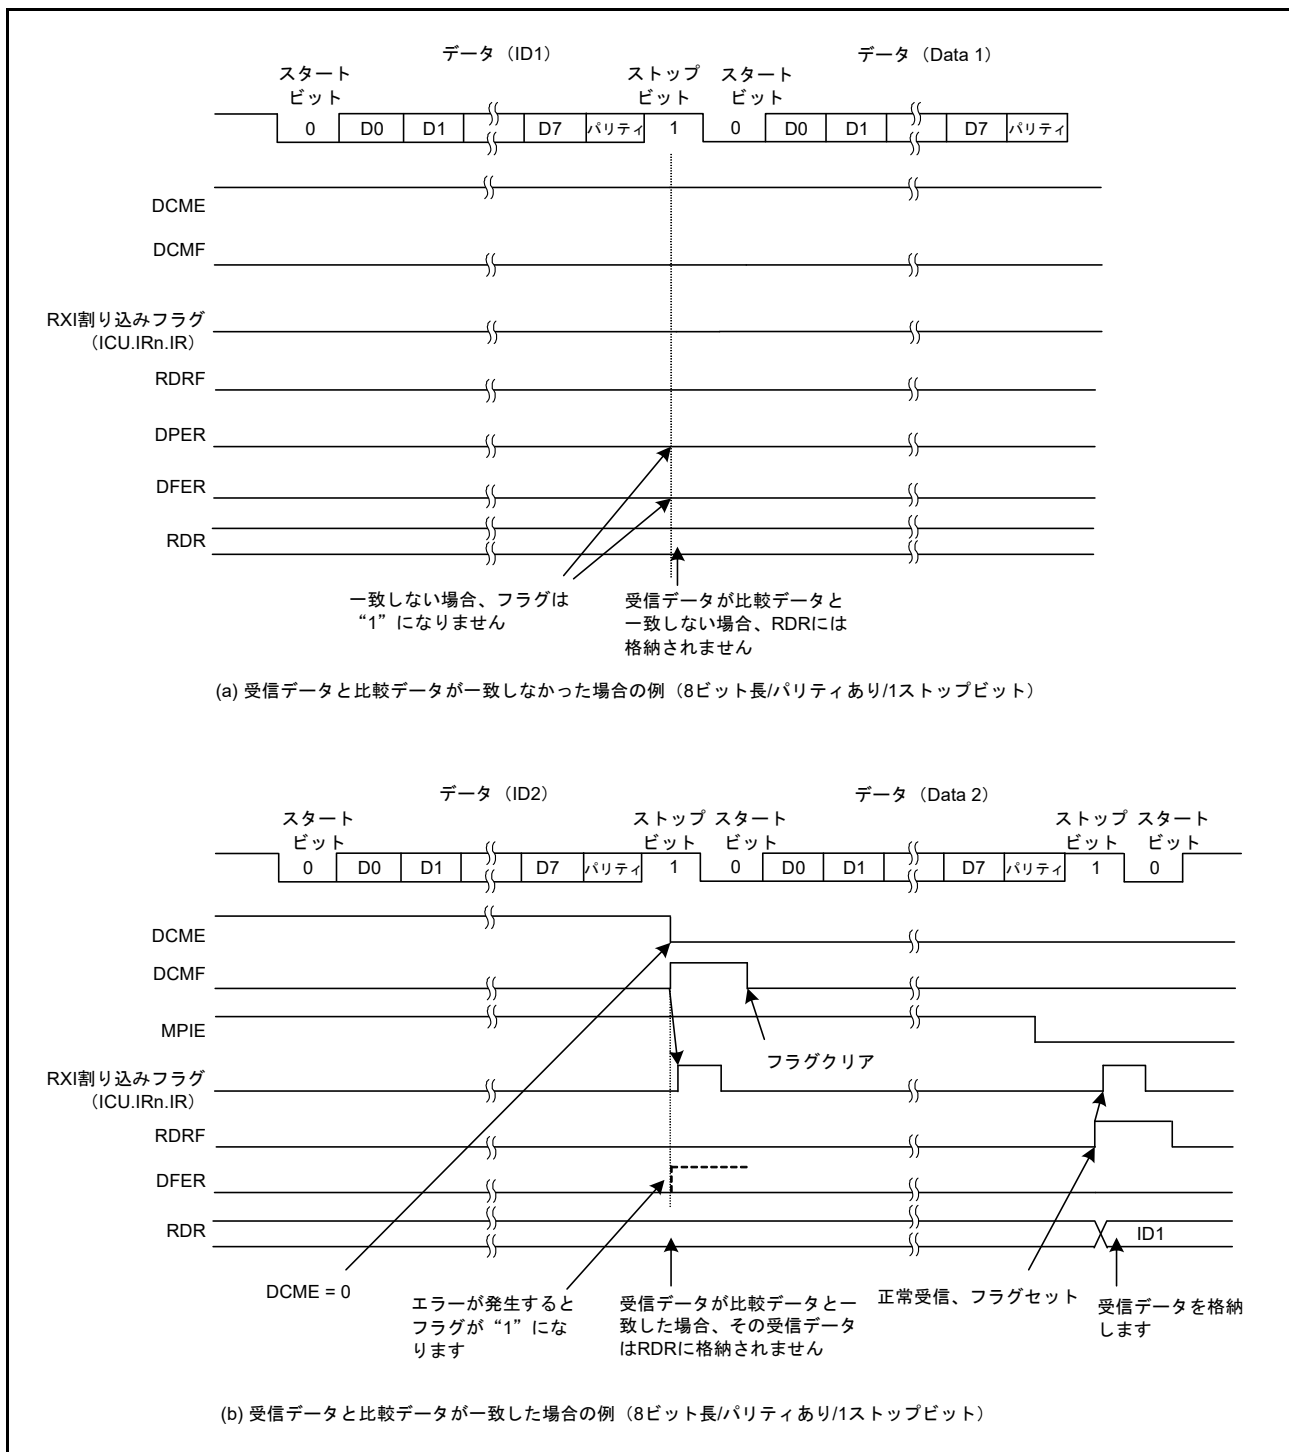 データ（ID1）
データ（Data 1）
スタート
ビット
ストップ
ビット
スタート
ビット
0 D0 D1 D7 パリティ 1 0 D0 D1 D7 パリティ
DCME
DCMF
RXI割り込みフラグ
（ICU.IRn.IR）
RDRF
DPER
DFER
RDR
一致しない場合、フラグは
“1”になりません
受信データが比較データと
一致しない場合、RDRには
格納されません
(a) 受信データと比較データが一致しなかった場合の例（8ビット長/パリティあり/1ストップビット）
データ（ID2）
データ（Data 2）
スタート
ビット
ストップ
ビット
スタート
ビット
ストップ
ビット
スタート
ビット
0 D0 D1 D7 パリティ 1 0 D0 D1 D7 パリティ 1 0
DCME
DCMF
MPIE
フラグクリア
RXI割り込みフラグ
（ICU.IRn.IR）
RDRF
DFER
RDR
ID1
DCME = 0
エラーが発生すると
フラグが“1”にな
ります
受信データが比較データと一
致した場合、その受信データ
はRDRに格納されません
正常受信、フラグセット
受信データを格納
します
(b) 受信データと比較データが一致した場合の例（8ビット長/パリティあり/1ストップビット）